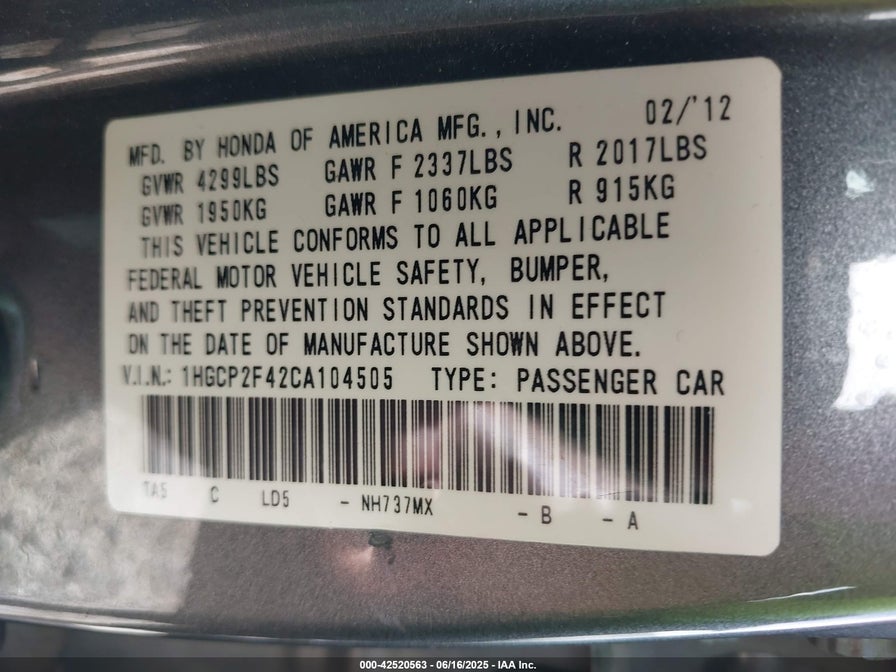 MFD. BY HONDA OF AMERICA MFG., INC. 02/'12
GVWR 4299LBS GAWR F 2337LBS R 2017LBS
GVWR 1950KG GAWR F 1060KG R 915KG
THIS VEHICLE CONFORMS TO ALL APPLICABLE
FEDERAL MOTOR VEHICLE SAFETY, BUMPER,
AND THEFT PREVENTION STANDARDS IN EFFECT
ON THE DATE OF MANUFACTURE SHOWN ABOVE.
V.I.N.: 1HGCP2F42CA104505 TYPE: PASSENGER CAR
TA5 C LD5 - NH737MX - B - A
000-42520563 - 06/16/2025 - IAA Inc.